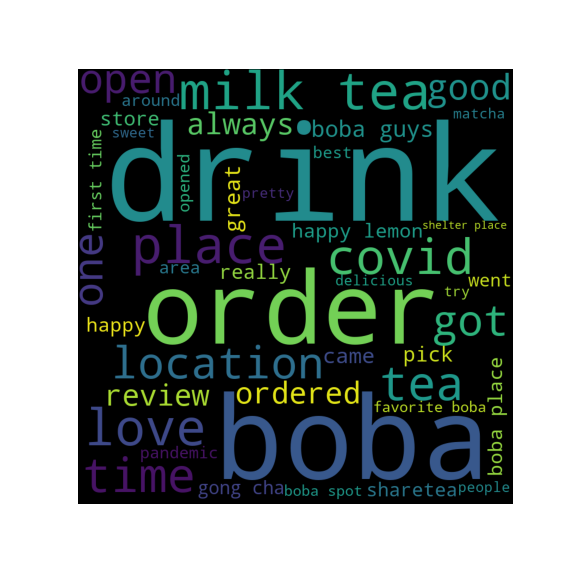 open
around
milk tea
good
store
sweet
always
boba guys
matcha
first time
drink
opened
great
best
pretty
happy lemon
shelter place
one
place
area
really
covid
delicious
went
try
happy
order
got
location
came
pick
tea
boba place
review
ordered
favorite boba
love
boba
pandemic
time
gong cha
boba spot
sharetea
people